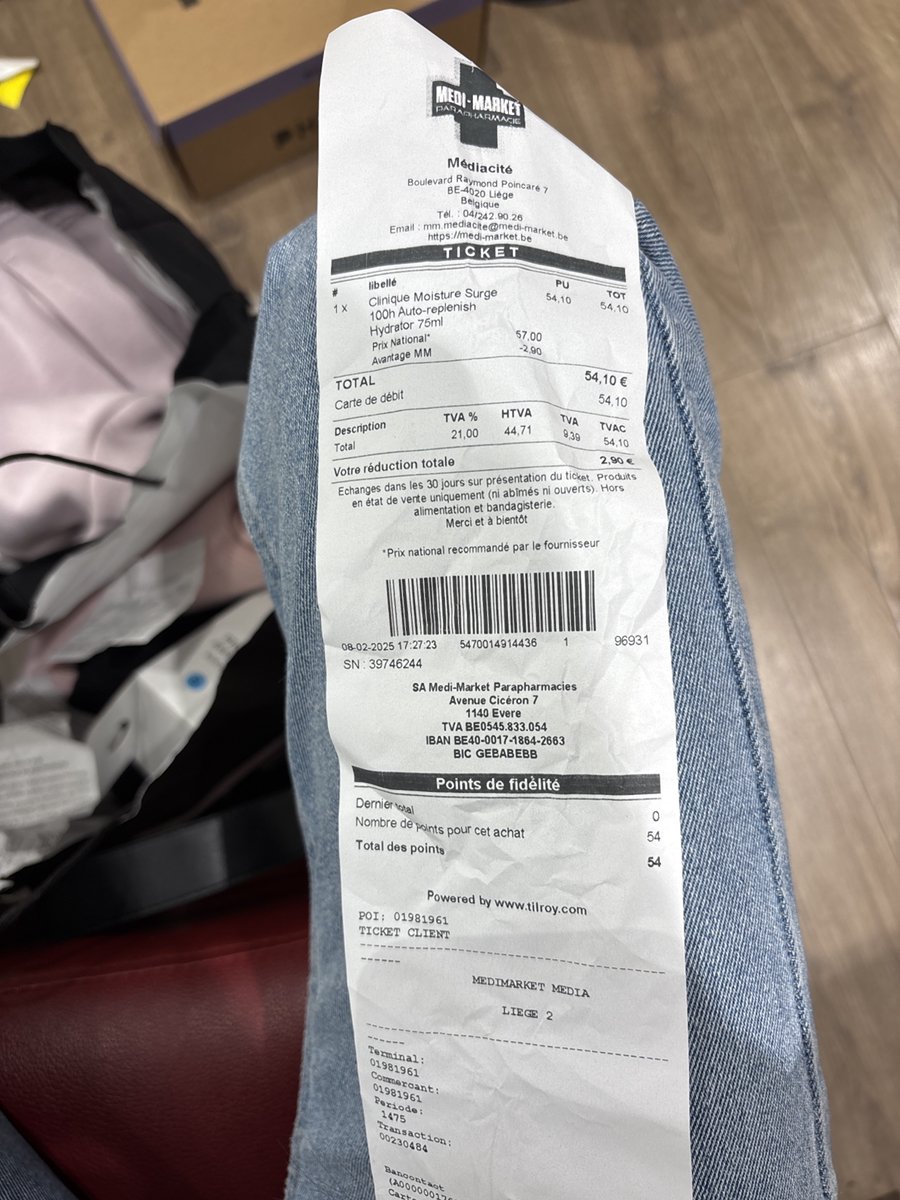 MEDI-MARKET
PARAPHARMACIE
Médiacité
Boulevard Raymond Poincaré 7
BE-4020 Liège
Belgique
Tél. : 04/242.90.26
Email : mm.mediacite@medi-market.be
https://medi-market.be
TICKET
# libellé PU TOT
1 x Clinique Moisture Surge 54,10 54,10
100h Auto-replenish
Hydrator 75ml
Prix National* 57,00
Avantage MM -2,90
TOTAL 54,10 €
Carte de débit 54,10
Description TVA % HTVA TVA TVAC
Total 21,00 44,71 9,39 54,10
Votre réduction totale 2,90 €
Echanges dans les 30 jours sur présentation du ticket. Produits
en état de vente uniquement (ni abîmés ni ouverts). Hors
alimentation et bandagisterie.
Merci et à bientôt
*Prix national recommandé par le fournisseur
08-02-2025 17:27:23 5470014914436 1 96931
SN : 39746244
SA Medi-Market Parapharmacies
Avenue Cicéron 7
1140 Evere
TVA BE0545.833.054
IBAN BE40-0017-1864-2663
BIC GEBABEBB
Points de fidélité
Dernier total 0
Nombre de points pour cet achat 54
Total des points 54
Powered by www.tilroy.com
POI: 01981961
TICKET CLIENT
MEDIMARKET MEDIA
LIEGE 2
Terminal:
01981961
Commercant:
01981961
Periode:
1475
Transaction:
00230484
Bancontact